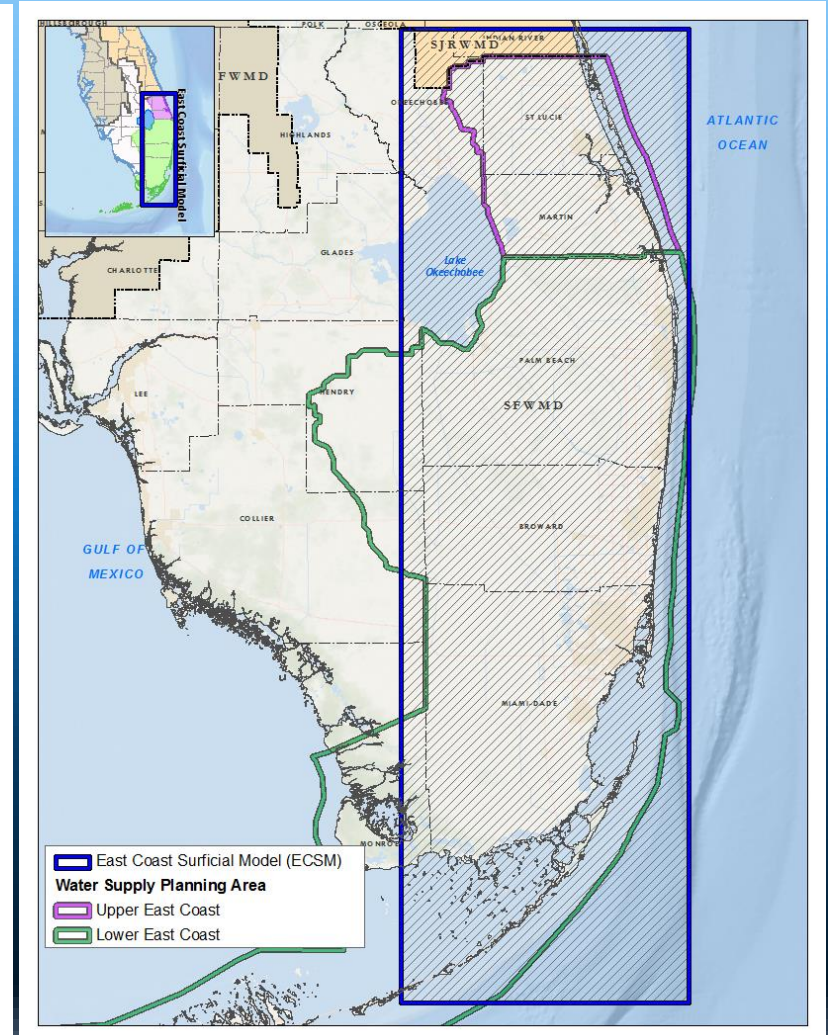 HILLSBOROUGH
POLK
OSCEOLA
INDIAN RIVER
SJRWMD
FWMD
OKEECHOBEE
HIGHLANDS
ST LUCIE
ATLANTIC
OCEAN
East Coast Surficial Model
MARTIN
GLADES
CHARLOTTE
Lake
Okeechobee
PALM BEACH
LEE
HENDRY
SFWMD
COLLIER
BROWARD
GULF OF
MEXICO
MIAMI-DADE
MONROE
East Coast Surficial Model (ECSM)
Water Supply Planning Area
Upper East Coast
Lower East Coast